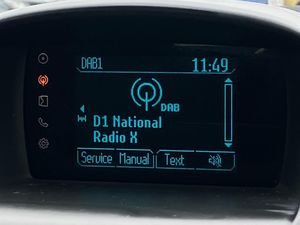 DAB1 11:49
DAB
D1 National
Radio X
Service Manual Text